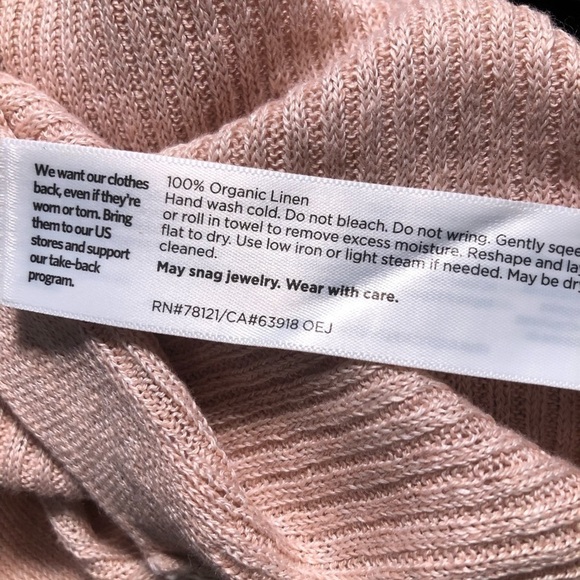 We want our clothes
back, even if they're
worn or torn. Bring
them to our US
stores and support
our take-back
program.
100% Organic Linen
Hand wash cold. Do not bleach. Do not wring. Gently sque
or roll in towel to remove excess moisture. Reshape and la
flat to dry. Use low iron or light steam if needed. May be dry
cleaned.
May snag jewelry. Wear with care.
RN#78121/CA#63918 OEJ